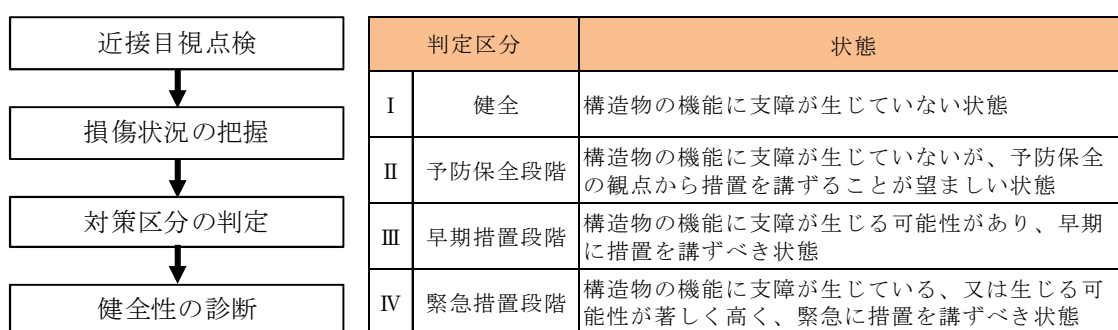 近接目視点検
損傷状況の把握
対策区分の判定
健全性の診断
判定区分
状態
Ⅰ
健全
構造物の機能に支障が生じていない状態
Ⅱ
予防保全段階
構造物の機能に支障が生じていないが、予防保全
の観点から措置を講ずることが望ましい状態
Ⅲ
早期措置段階
構造物の機能に支障が生じる可能性があり、早期
に措置を講ずべき状態
Ⅳ
緊急措置段階
構造物の機能に支障が生じている、又は生じる可
能性が著しく高く、緊急に措置を講ずべき状態